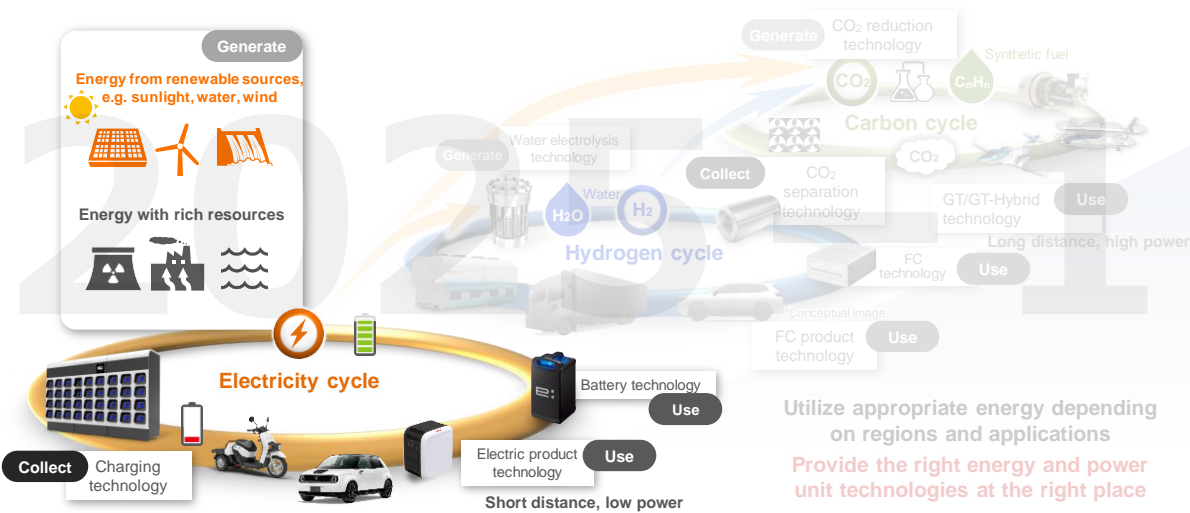 Generate
Energy from renewable sources,
e.g. sunlight, water, wind
Energy with rich resources
Electricity cycle
Battery technology
Use
Collect
Charging
technology
Electric product
technology
Use
Short distance, low power
Generate
Water electrolysis
technology
Water
H₂O
H₂
Hydrogen cycle
Collect
CO₂
separation
technology
FC
technology
Use
*Conceptual image
FC product
technology
Use
Generate
CO₂ reduction
technology
CO₂
CmHn
Synthetic fuel
Carbon cycle
CO₂
GT/GT-Hybrid
technology
Use
Long distance, high power
Utilize appropriate energy depending
on regions and applications
Provide the right energy and power
unit technologies at the right place
e: